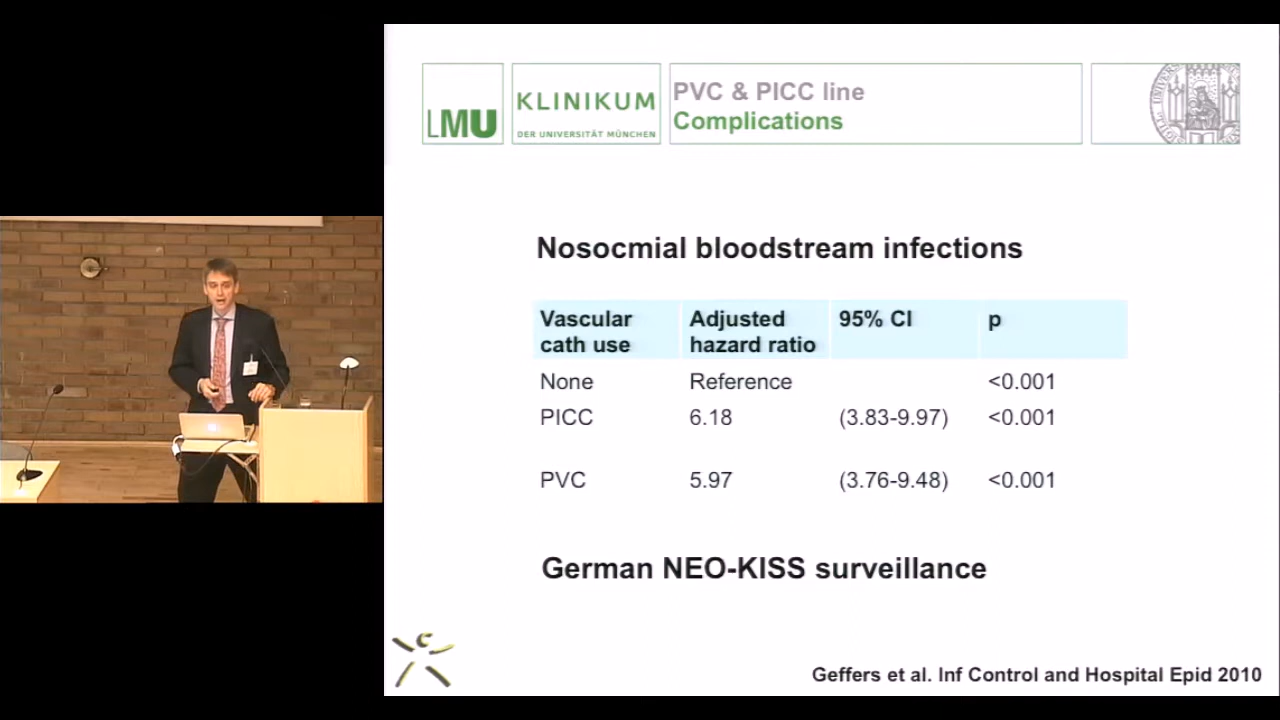 LMU
KLINIKUM
DER UNIVERSITÄT MÜNCHEN
PVC & PICC line
Complications
Nosocmial bloodstream infections
Vascular cath use Adjusted hazard ratio 95% CI p
None Reference <0.001
PICC 6.18 (3.83-9.97) <0.001
PVC 5.97 (3.76-9.48) <0.001
German NEO-KISS surveillance
Geffers et al. Inf Control and Hospital Epid 2010